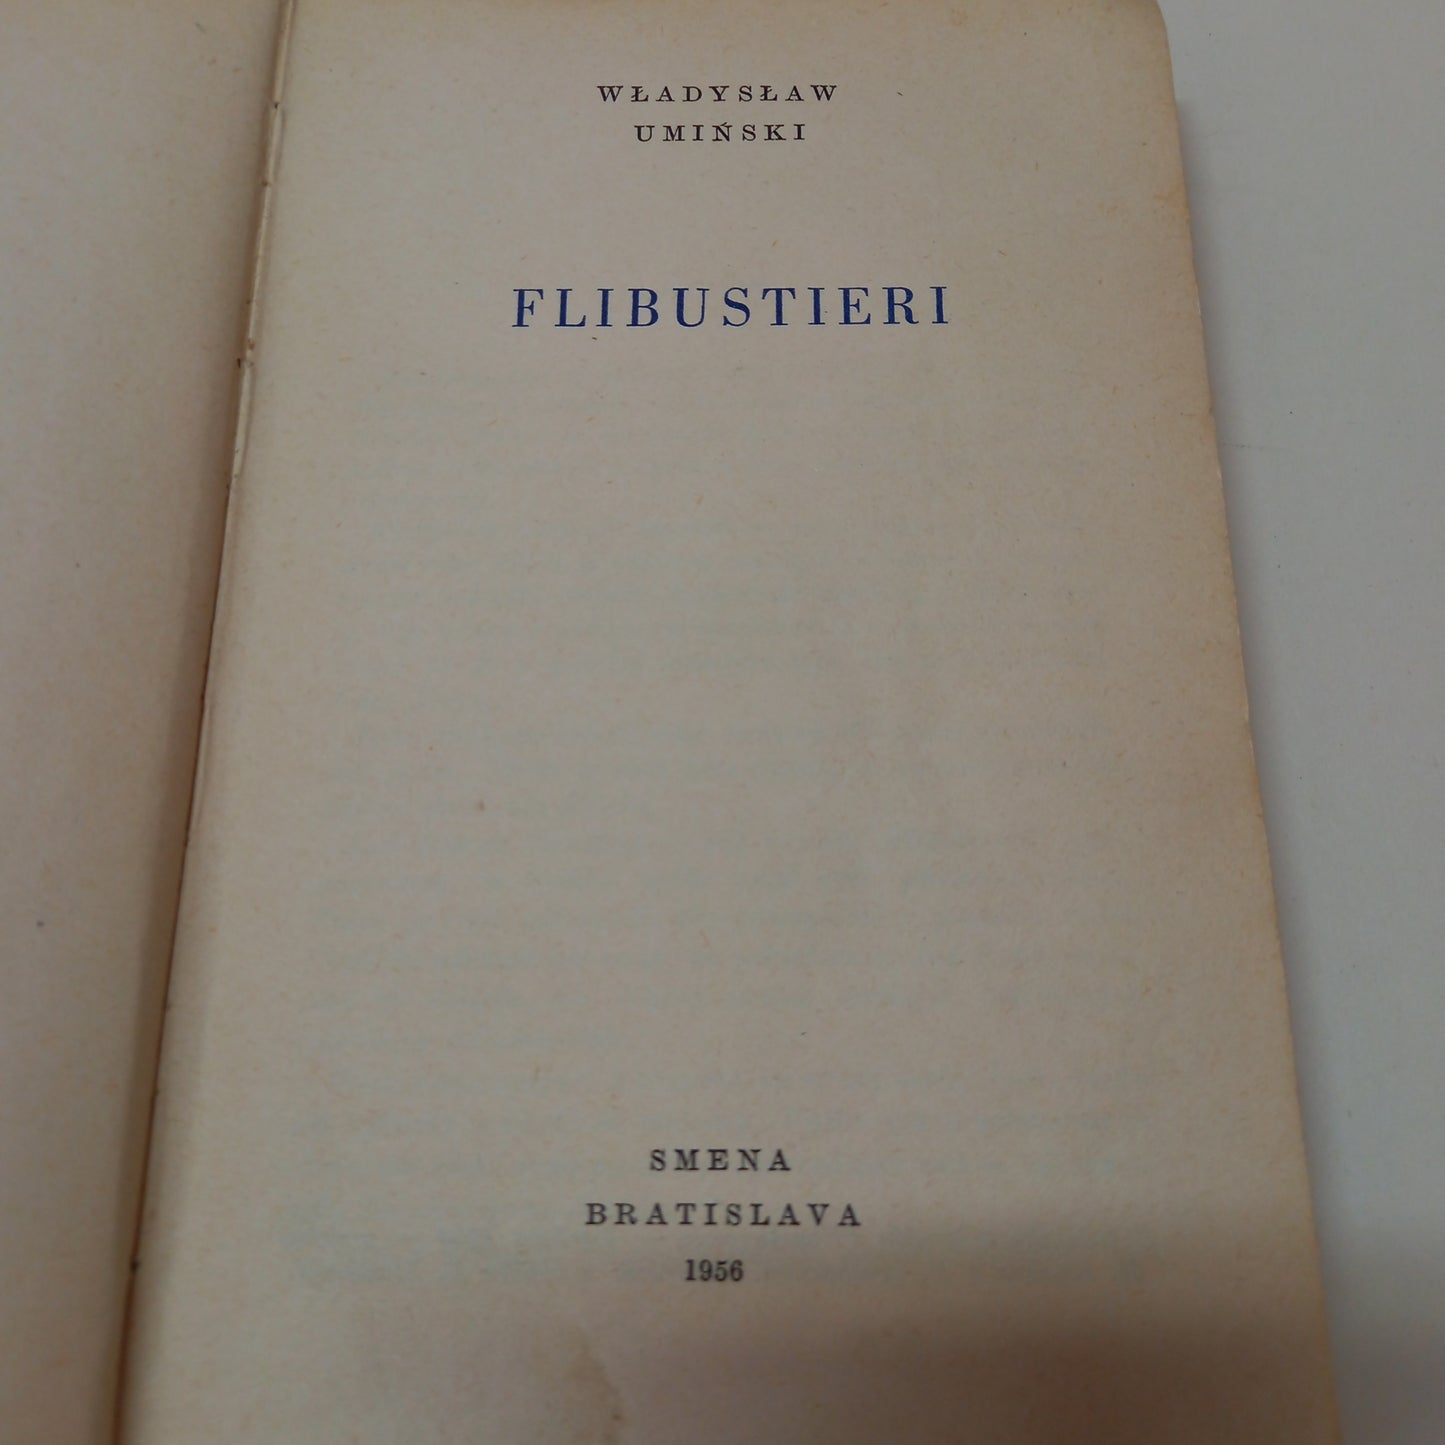 WŁADYSŁAW
UMIŃSKI
FLIBUSTIERI
SMENA
BRATISLAVA
1956